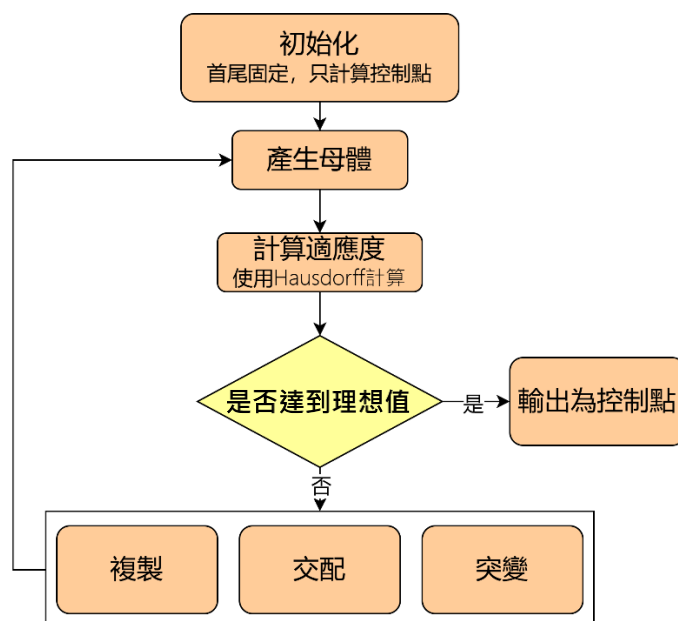 初始化
首尾固定，只計算控制點
產生母體
計算適應度
使用Hausdorff計算
是否達到理想值
是
輸出為控制點
否
複製
交配
突變